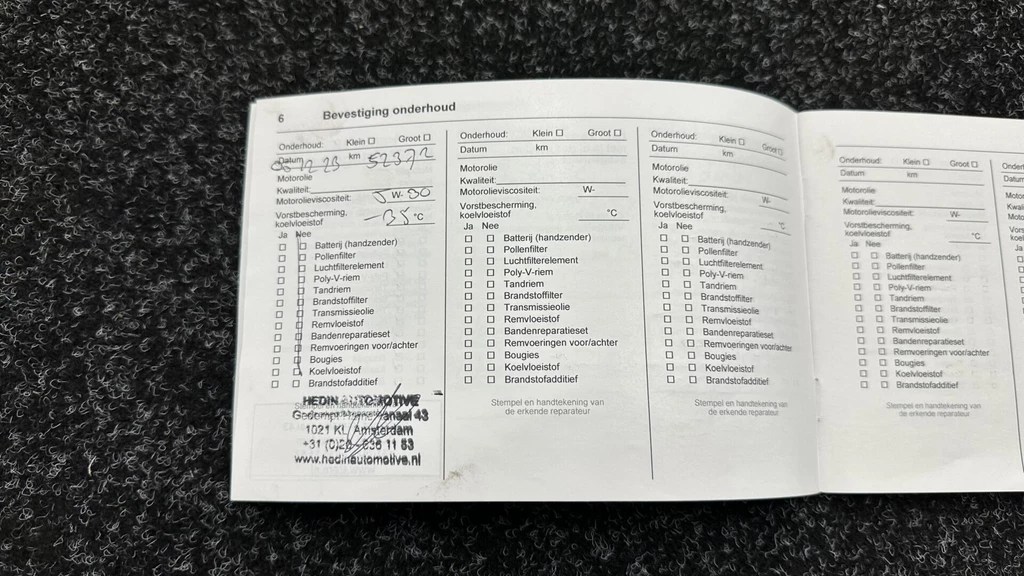 6 Bevestiging onderhoud
Onderhoud: Klein Groot
Datum 12 23 km 52372
Motorolie
Kwaliteit:
Motorolieviscositeit: 5W-30
Vorstbescherming,
koelvloeistof -35 °C
Ja Nee
Batterij (handzender)
Pollenfilter
Luchtfilterelement
Poly-V-riem
Tandriem
Brandstoffilter
Transmissieolie
Remvloeistof
Bandenreparatieset
Remvoeringen voor/achter
Bougies
Koelvloeistof
Brandstofadditief
HEDIN AUTOMOTIVE
43
1021 KL Amsterdam
+31 (0)20 - 636 11 53
www.hedinautomotive.nl
Onderhoud: Klein Groot
Datum km
Motorolie
Kwaliteit:
Motorolieviscositeit: W-
Vorstbescherming,
koelvloeistof °C
Ja Nee
Batterij (handzender)
Pollenfilter
Luchtfilterelement
Poly-V-riem
Tandriem
Brandstoffilter
Transmissieolie
Remvloeistof
Bandenreparatieset
Remvoeringen voor/achter
Bougies
Koelvloeistof
Brandstofadditief
Stempel en handtekening van
de erkende reparateur
Onderhoud: Klein Groot
Datum km
Motorolie
Kwaliteit:
Motorolieviscositeit: W-
Vorstbescherming,
koelvloeistof °C
Ja Nee
Batterij (handzender)
Pollenfilter
Luchtfilterelement
Poly-V-riem
Tandriem
Brandstoffilter
Transmissieolie
Remvloeistof
Bandenreparatieset
Remvoeringen voor/achter
Bougies
Koelvloeistof
Brandstofadditief
Stempel en handtekening van
de erkende reparateur
Onderhoud: Klein Groot
Datum km
Motorolie
Kwaliteit:
Motorolieviscositeit: W-
Vorstbescherming,
koelvloeistof °C
Ja Nee
Batterij (handzender)
Pollenfilter
Luchtfilterelement
Poly-V-riem
Tandriem
Brandstoffilter
Transmissieolie
Remvloeistof
Bandenreparatieset
Remvoeringen voor/achter
Bougies
Koelvloeistof
Brandstofadditief
Stempel en handtekening van
de erkende reparateur